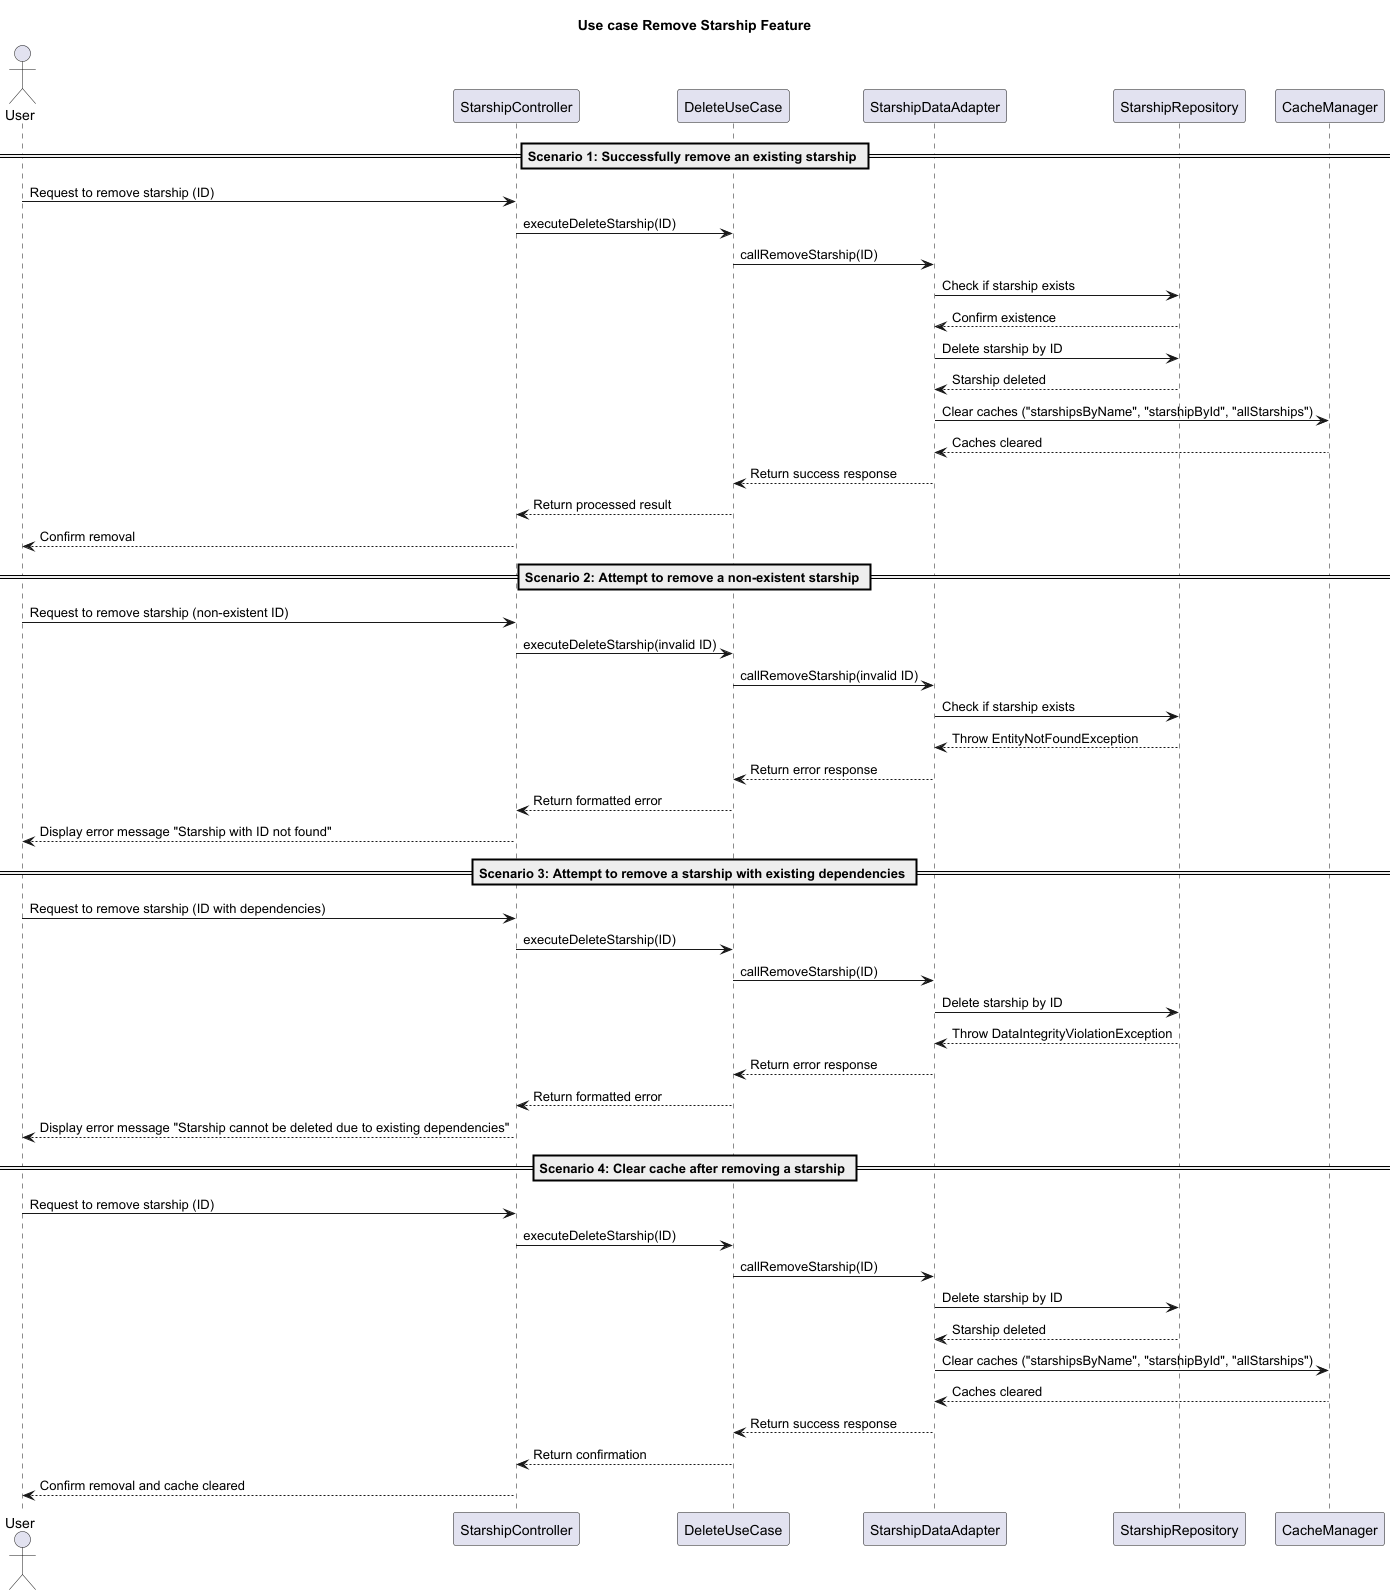 Use case Remove Starship Feature
User
StarshipController
DeleteUseCase
StarshipDataAdapter
StarshipRepository
CacheManager
Scenario 1: Successfully remove an existing starship
Request to remove starship (ID)
executeDeleteStarship(ID)
callRemoveStarship(ID)
Check if starship exists
Confirm existence
Delete starship by ID
Starship deleted
Clear caches ("starshipsByName", "starshipById", "allStarships")
Caches cleared
Return success response
Return processed result
Confirm removal
Scenario 2: Attempt to remove a non-existent starship
Request to remove starship (non-existent ID)
executeDeleteStarship(invalid ID)
callRemoveStarship(invalid ID)
Check if starship exists
Throw EntityNotFoundException
Return error response
Return formatted error
Display error message "Starship with ID not found"
Scenario 3: Attempt to remove a starship with existing dependencies
Request to remove starship (ID with dependencies)
executeDeleteStarship(ID)
callRemoveStarship(ID)
Delete starship by ID
Throw DataIntegrityViolationException
Return error response
Return formatted error
Display error message "Starship cannot be deleted due to existing dependencies"
Scenario 4: Clear cache after removing a starship
Request to remove starship (ID)
executeDeleteStarship(ID)
callRemoveStarship(ID)
Delete starship by ID
Starship deleted
Clear caches ("starshipsByName", "starshipById", "allStarships")
Caches cleared
Return success response
Return confirmation
Confirm removal and cache cleared
User
StarshipController
DeleteUseCase
StarshipDataAdapter
StarshipRepository
CacheManager